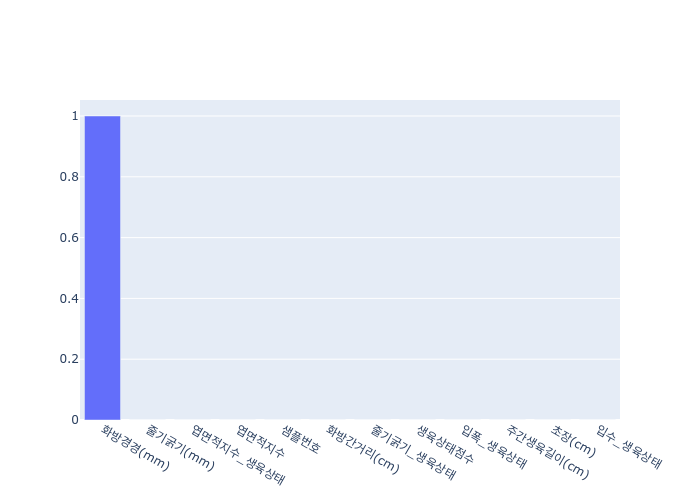 1
0.8
0.6
0.4
0.2
0
화방경경(mm)
줄기굵기(mm)
엽면적지수_생육상태
엽면적지수
샘플번호
화방간거리(cm)
줄기굵기_생육상태
생육상태점수
입폭_생육상태
주간생육길이(cm)
초장(cm)
입수_생육상태